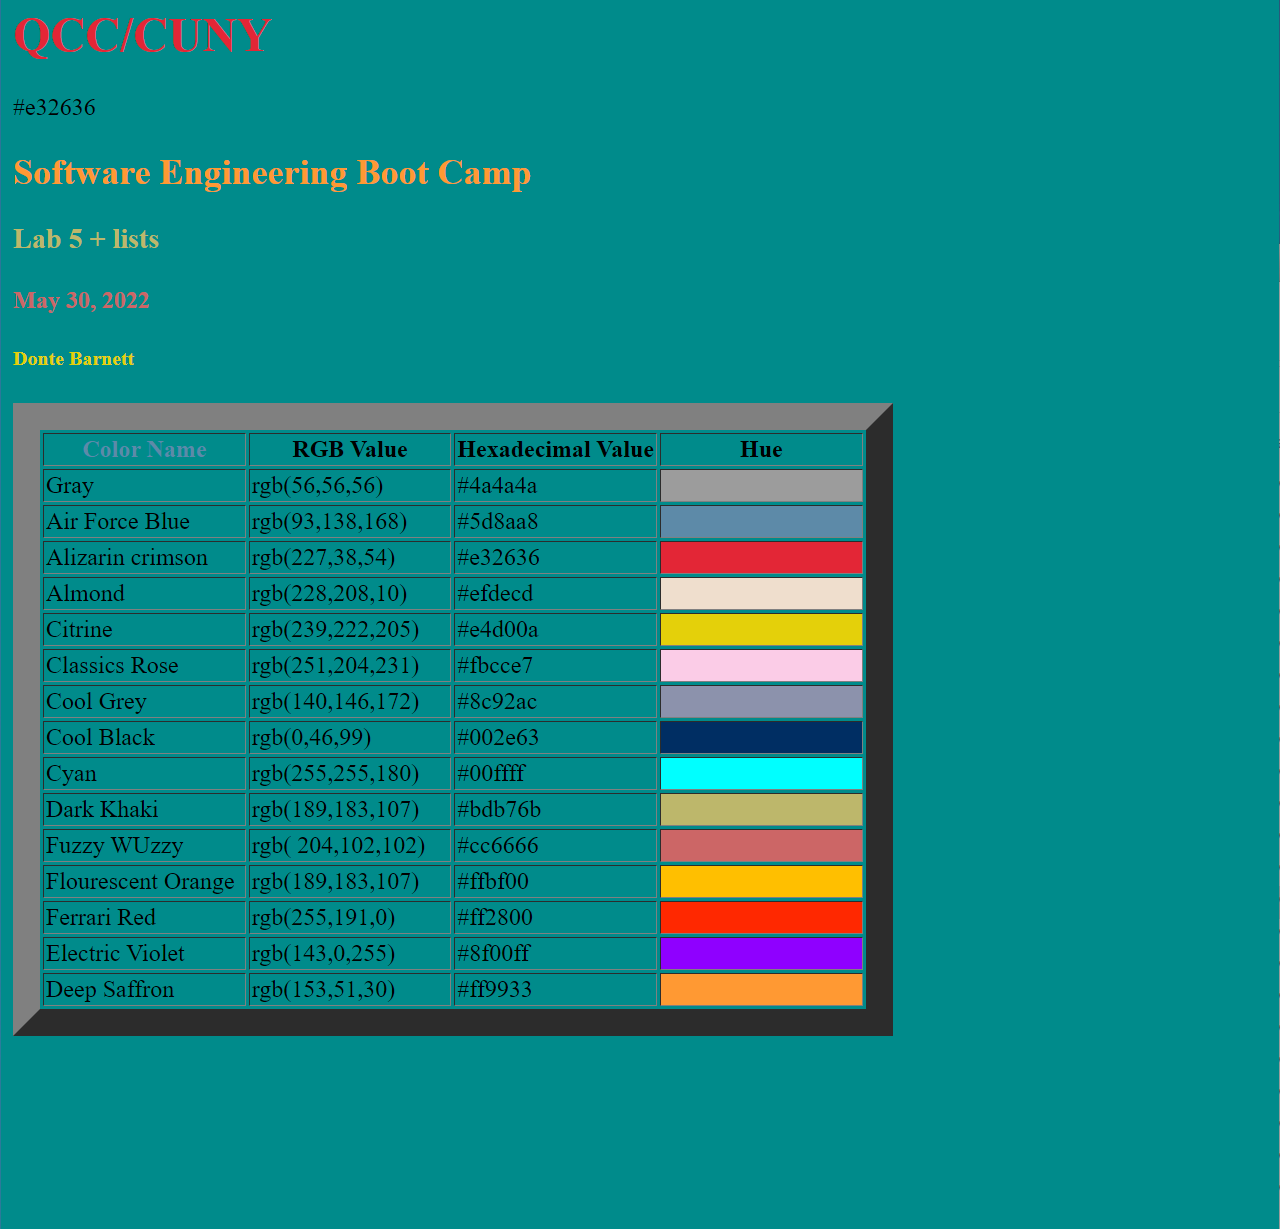 QCC/CUNY
#e32636
Software Engineering Boot Camp
Lab 5 + lists
May 30, 2022
Donte Barnett
Color Name RGB Value Hexadecimal Value Hue
Gray rgb(56,56,56) #4a4a4a
Air Force Blue rgb(93,138,168) #5d8aa8
Alizarin crimson rgb(227,38,54) #e32636
Almond rgb(228,208,10) #efdecd
Citrine rgb(239,222,205) #e4d00a
Classics Rose rgb(251,204,231) #fbcce7
Cool Grey rgb(140,146,172) #8c92ac
Cool Black rgb(0,46,99) #002e63
Cyan rgb(255,255,180) #00ffff
Dark Khaki rgb(189,183,107) #bdb76b
Fuzzy WUzzy rgb( 204,102,102) #cc6666
Flourescent Orange rgb(189,183,107) #ffbf00
Ferrari Red rgb(255,191,0) #ff2800
Electric Violet rgb(143,0,255) #8f00ff
Deep Saffron rgb(153,51,30) #ff9933